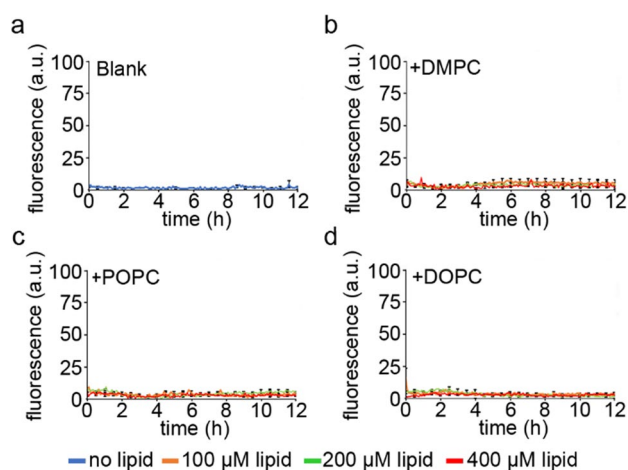 a
Blank
fluorescence (a.u.)
100
75
50
25
0
0 2 4 6 8 10 12
time (h)
b
+DMPC
fluorescence (a.u.)
100
75
50
25
0
0 2 4 6 8 10 12
time (h)
c
+POPC
fluorescence (a.u.)
100
75
50
25
0
0 2 4 6 8 10 12
time (h)
d
+DOPC
fluorescence (a.u.)
100
75
50
25
0
0 2 4 6 8 10 12
time (h)
no lipid 100 µM lipid 200 µM lipid 400 µM lipid